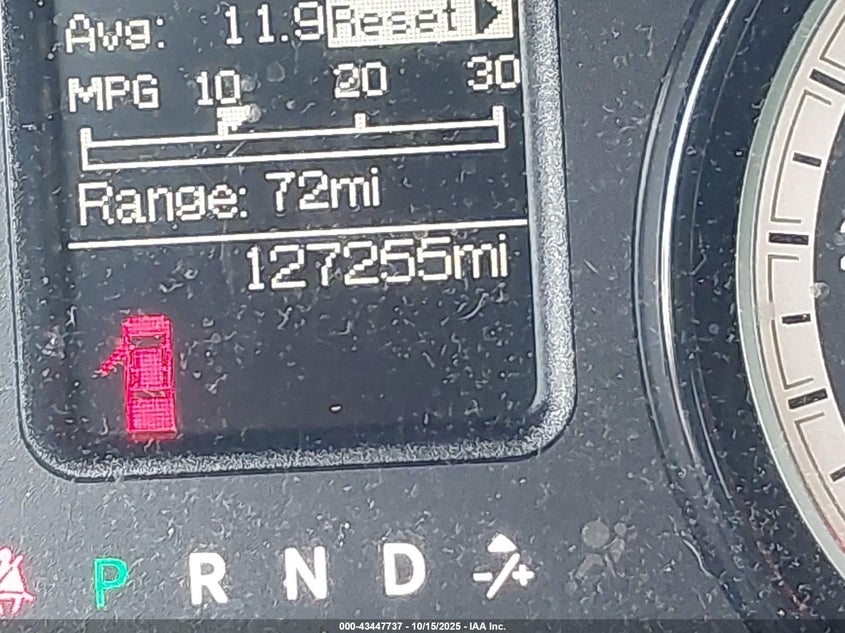 Avg: 11.9 Reset
MPG 10 20 30
Range: 72mi
127255mi
P R N D -/+
000-43447737 - 10/15/2025 - IAA Inc.